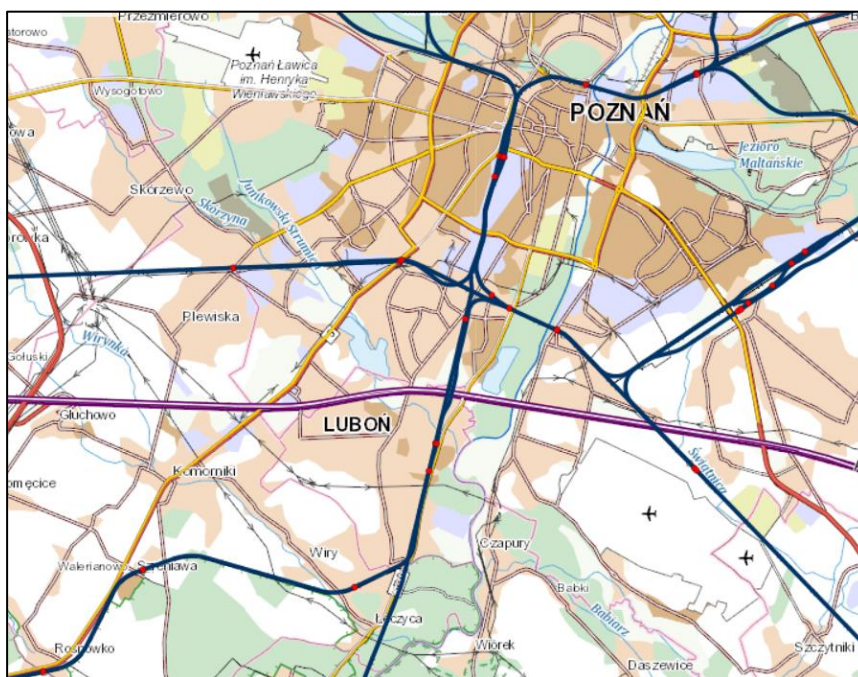 Przeźmierowo
Wysogotowo
Poznań Ławica
im. Henryka
Wieniawskiego
POZNAŃ
Jezioro
Maltańskie
Skórzewo
Skórzynka
Junikowski Strumień
Plewiska
Wirynka
Gołuski
Głuchowo
LUBOŃ
Komorniki
Świątnica
Walerianowo
Szreniawa
Wiry
Czapury
Babki
Babiarz
Łęczyca
Rosnówko
Wiórek
Daszewice
Szczytniki